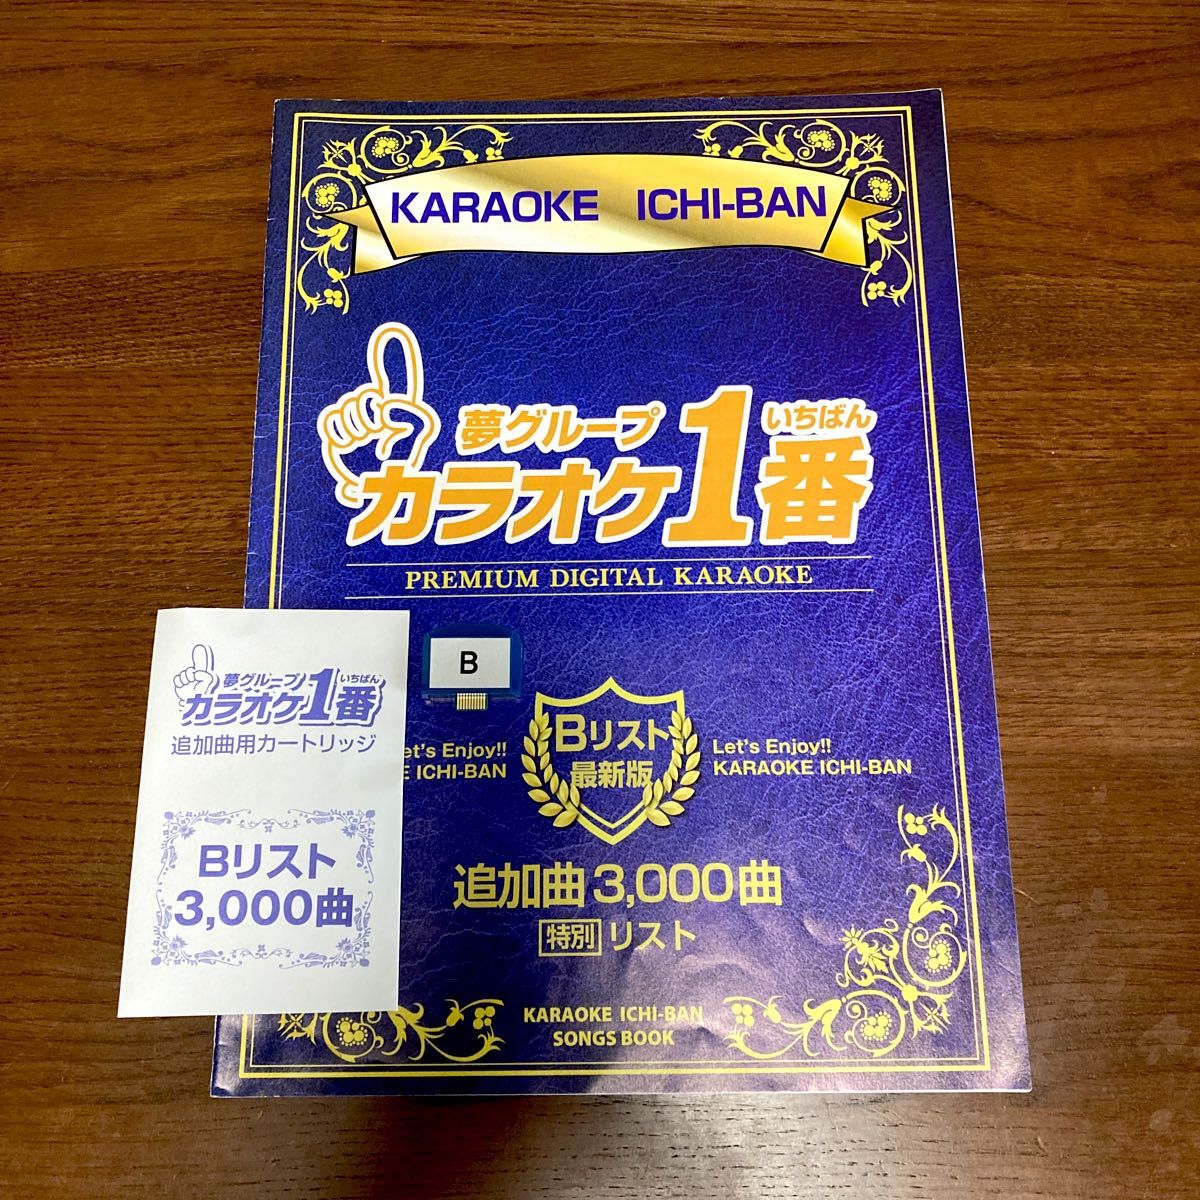 KARAOKE ICHI-BAN
夢グループ
いちばん
カラオケ1番
PREMIUM DIGITAL KARAOKE
B
Bリスト
最新版
et's Enjoy!!
E ICHI-BAN
Let's Enjoy!!
KARAOKE ICHI-BAN
追加曲3,000曲
特別 リスト
KARAOKE ICHI-BAN
SONGS BOOK
夢グループ
いちばん
カラオケ1番
追加曲用カートリッジ
Bリスト
3,000曲